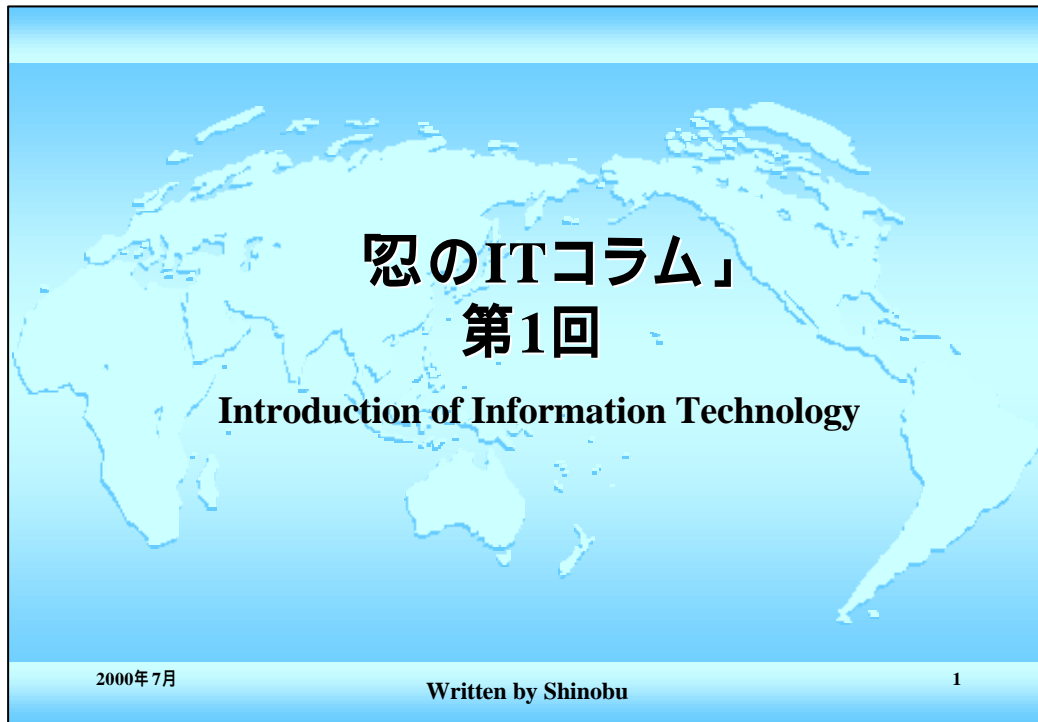 「忍のITコラム」
第1回
Introduction of Information Technology
2000年7月
Written by Shinobu
1